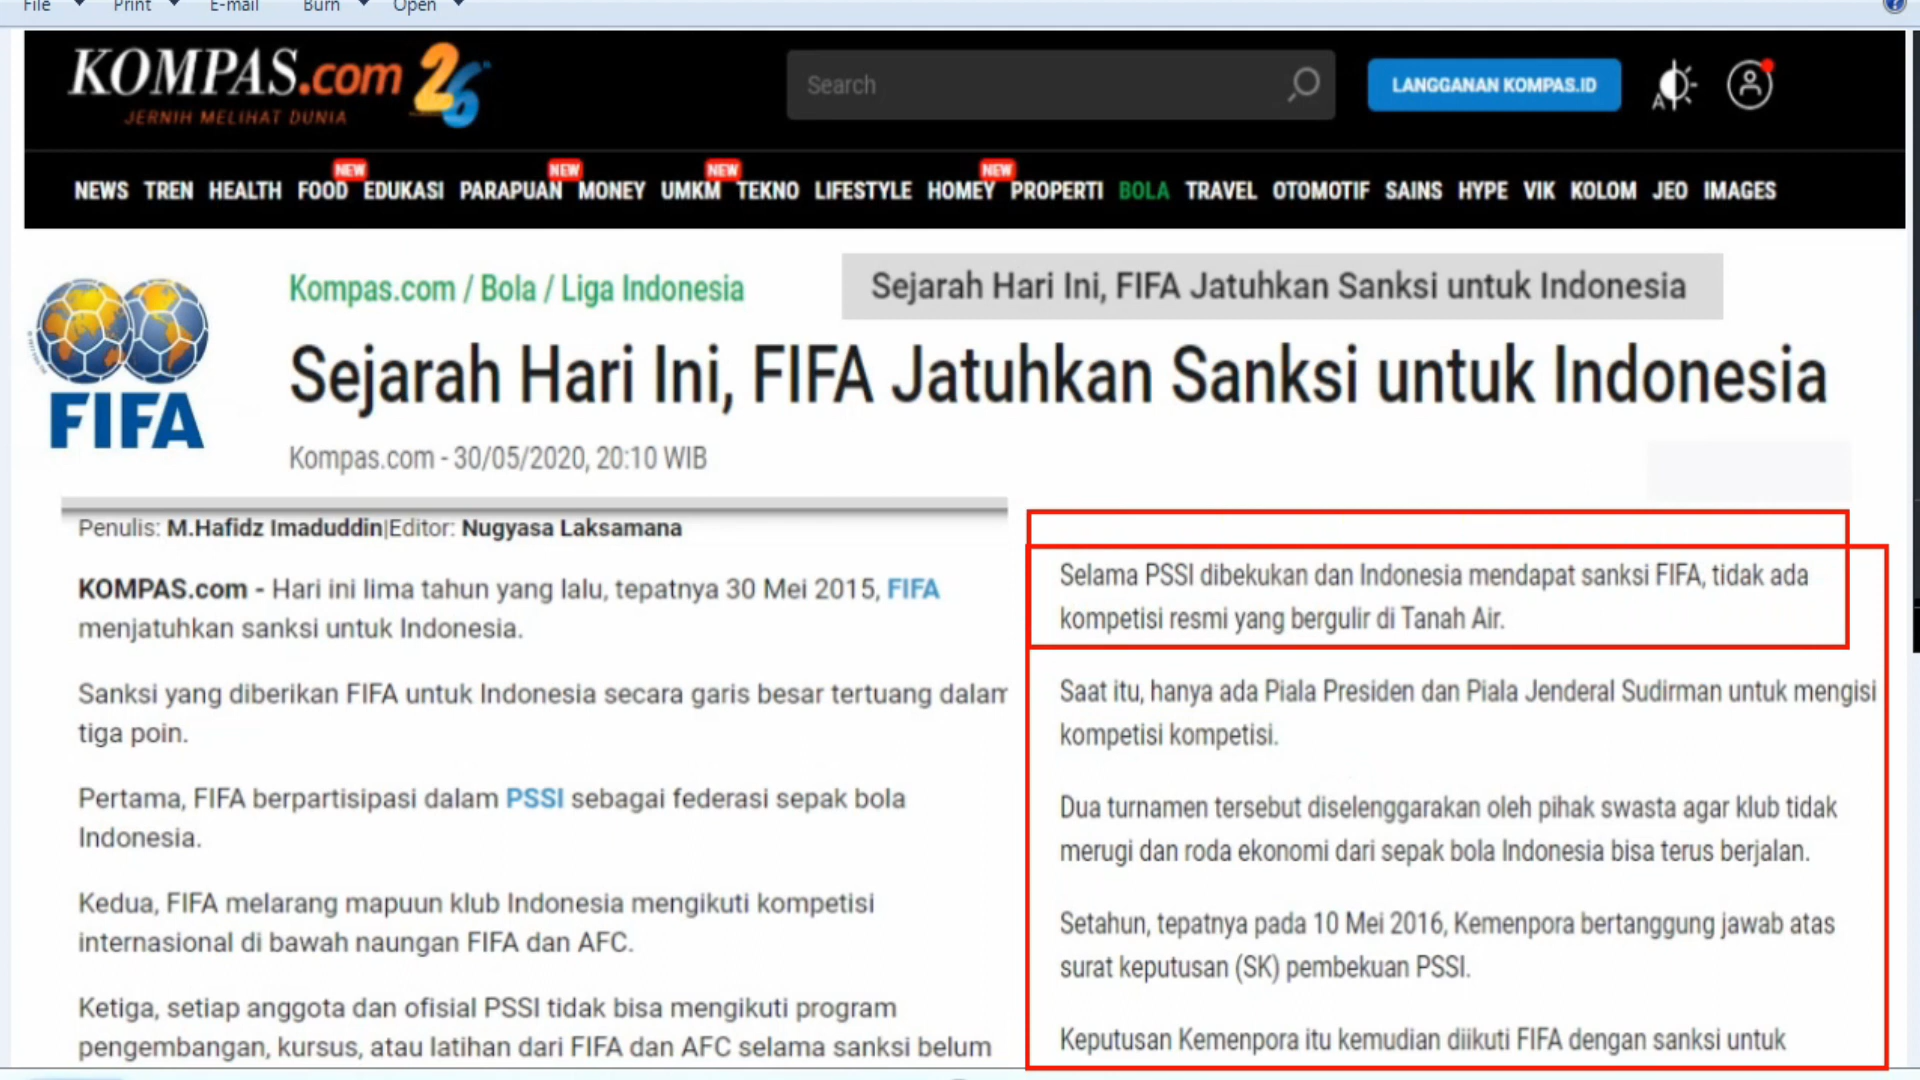 File Print E-mail Burn Open
KOMPAS.com 26
JERNIH MELIHAT DUNIA
Search
LANGGANAN KOMPAS.ID
A
NEW NEW NEW NEW
NEWS TREN HEALTH FOOD EDUKASI PARAPUAN MONEY UMKM TEKNO LIFESTYLE HOMEY PROPERTI BOLA TRAVEL OTOMOTIF SAINS HYPE VIK KOLOM JEO IMAGES
FIFA
Kompas.com / Bola / Liga Indonesia
Sejarah Hari Ini, FIFA Jatuhkan Sanksi untuk Indonesia
Sejarah Hari Ini, FIFA Jatuhkan Sanksi untuk Indonesia
Kompas.com - 30/05/2020, 20:10 WIB
Penulis: M.Hafidz Imaduddin|Editor: Nugyasa Laksamana
KOMPAS.com - Hari ini lima tahun yang lalu, tepatnya 30 Mei 2015, FIFA
menjatuhkan sanksi untuk Indonesia.
Sanksi yang diberikan FIFA untuk Indonesia secara garis besar tertuang dalam
tiga poin.
Pertama, FIFA berpartisipasi dalam PSSI sebagai federasi sepak bola
Indonesia.
Kedua, FIFA melarang mapuun klub Indonesia mengikuti kompetisi
internasional di bawah naungan FIFA dan AFC.
Ketiga, setiap anggota dan ofisial PSSI tidak bisa mengikuti program
pengembangan, kursus, atau latihan dari FIFA dan AFC selama sanksi belum
Selama PSSI dibekukan dan Indonesia mendapat sanksi FIFA, tidak ada
kompetisi resmi yang bergulir di Tanah Air.
Saat itu, hanya ada Piala Presiden dan Piala Jenderal Sudirman untuk mengisi
kompetisi kompetisi.
Dua turnamen tersebut diselenggarakan oleh pihak swasta agar klub tidak
merugi dan roda ekonomi dari sepak bola Indonesia bisa terus berjalan.
Setahun, tepatnya pada 10 Mei 2016, Kemenpora bertanggung jawab atas
surat keputusan (SK) pembekuan PSSI.
Keputusan Kemenpora itu kemudian diikuti FIFA dengan sanksi untuk